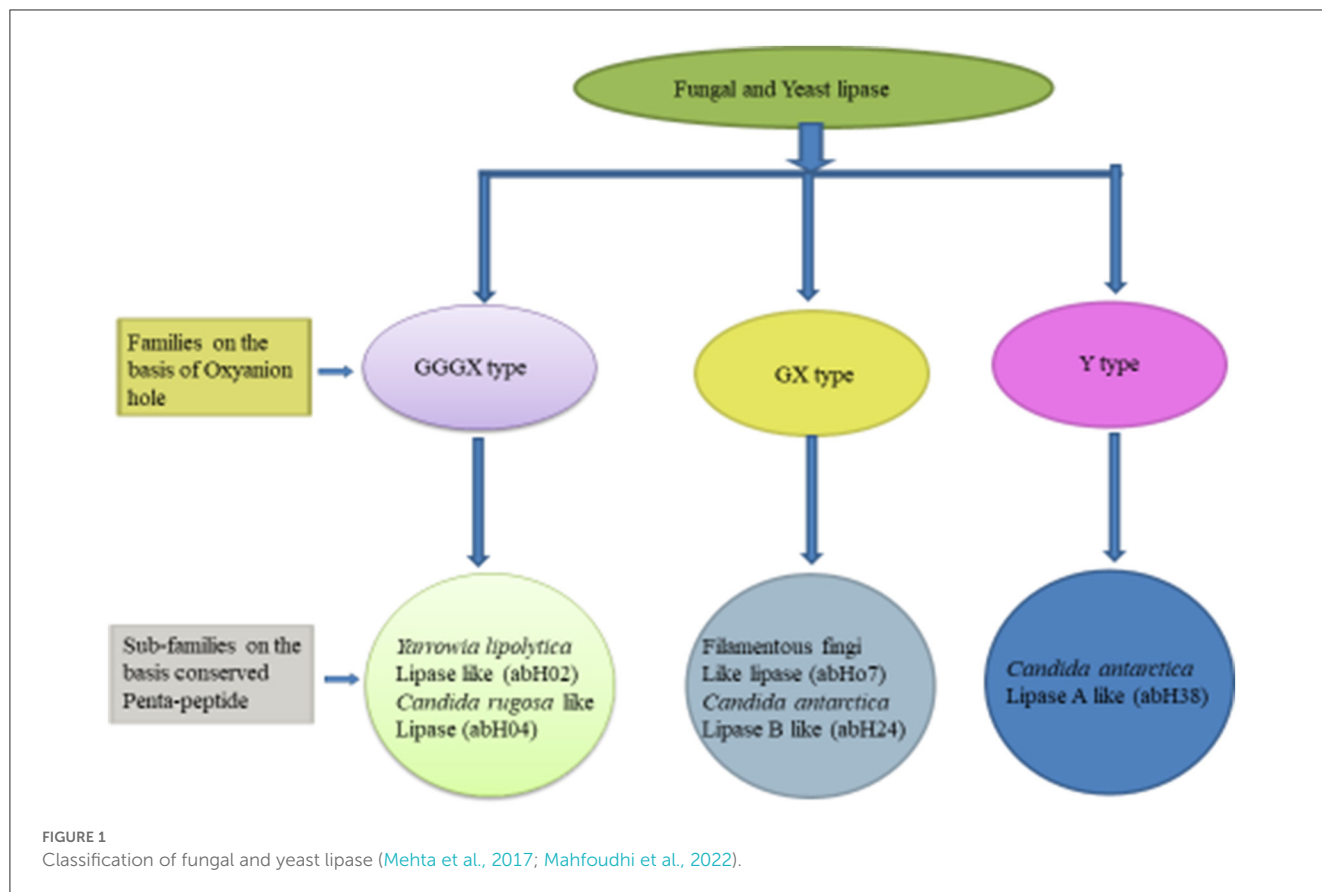 Fungal and Yeast lipase
Families on the
basis of Oxyanion
hole
GGGX type
GX type
Y type
Sub-families on the
basis conserved
Penta-peptide
Yarrowia lipolytica
Lipase like (abH02)
Candida rugosa like
Lipase (abH04)
Filamentous fingi
Like lipase (abHo7)
Candida antarctica
Lipase B like (abH24)
Candida antarctica
Lipase A like (abH38)
FIGURE 1
Classification of fungal and yeast lipase (Mehta et al., 2017; Mahfoudhi et al., 2022).